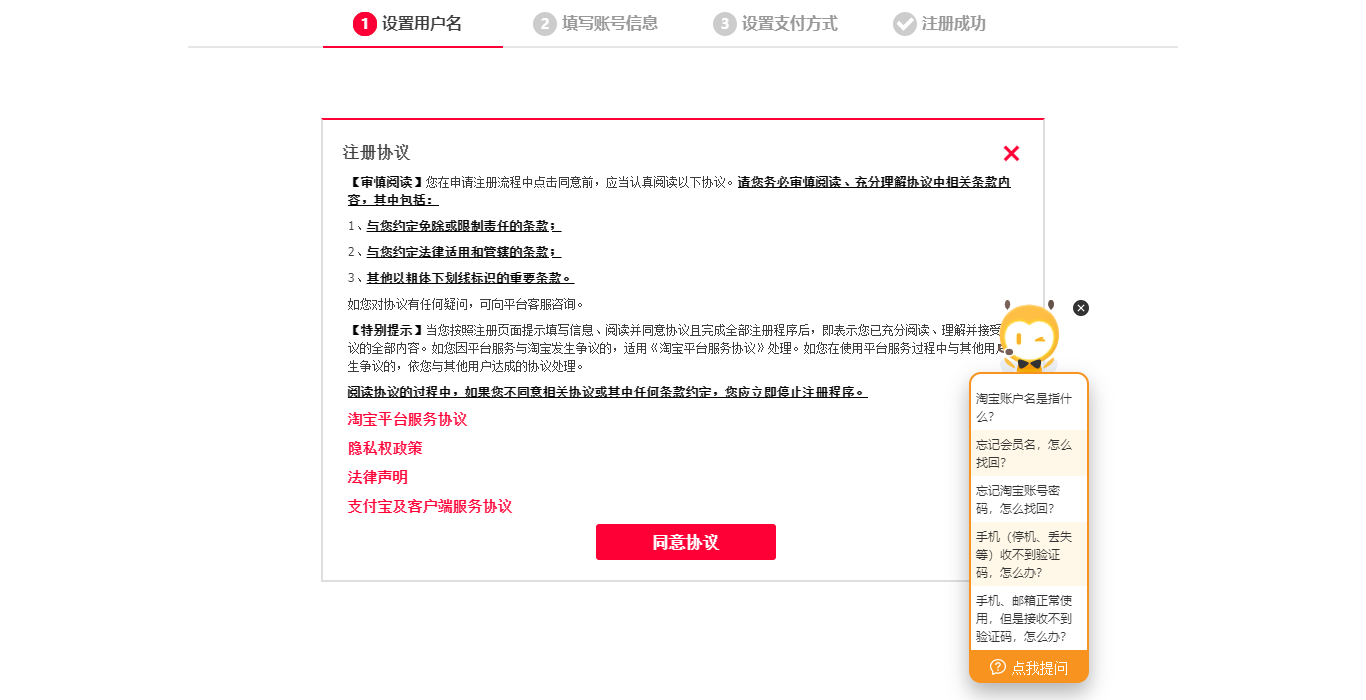 1 设置用户名
2 填写账号信息
3 设置支付方式
注册成功
注册协议
【审慎阅读】您在申请注册流程中点击同意前，应当认真阅读以下协议。请您务必审慎阅读、充分理解协议中相关条款内
容，其中包括：
1、与您约定免除或限制责任的条款；
2、与您约定法律适用和管辖的条款；
3、其他以粗体下划线标识的重要条款。
如您对协议有任何疑问，可向平台客服咨询。
【特别提示】当您按照注册页面提示填写信息、阅读并同意协议且完成全部注册程序后，即表示您已充分阅读、理解并接受
议的全部内容。如您因平台服务与淘宝发生争议的，适用《淘宝平台服务协议》处理。如您在使用平台服务过程中与其他用
生争议的，依您与其他用户达成的协议处理。
阅读协议的过程中，如果您不同意相关协议或其中任何条款约定，您应立即停止注册程序。
淘宝平台服务协议
隐私权政策
法律声明
支付宝及客户端服务协议
同意协议
淘宝账户名是指什
么？
忘记会员名，怎么
找回？
忘记淘宝账号密
码，怎么找回？
手机（停机、丢失
等）收不到验证
码，怎么办？
手机、邮箱正常使
用，但是接收不到
验证码，怎么办？
点我提问